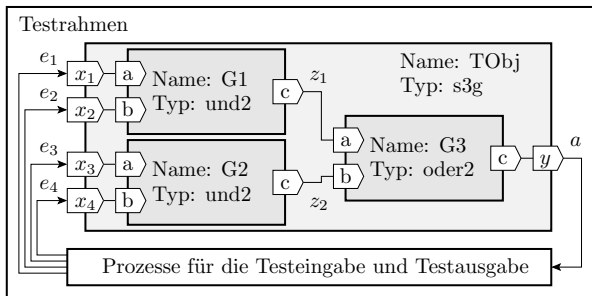 Testrahmen
e₁ x₁ a Name: G1 Typ: und2 c z₁
e₂ x₂ b
Name: TObj
Typ: s3g
e₃ x₃ a Name: G2 Typ: und2 c z₂
e₄ x₄ b
a Name: G3 c y a
b Typ: oder2
Prozesse für die Testeingabe und Testausgabe